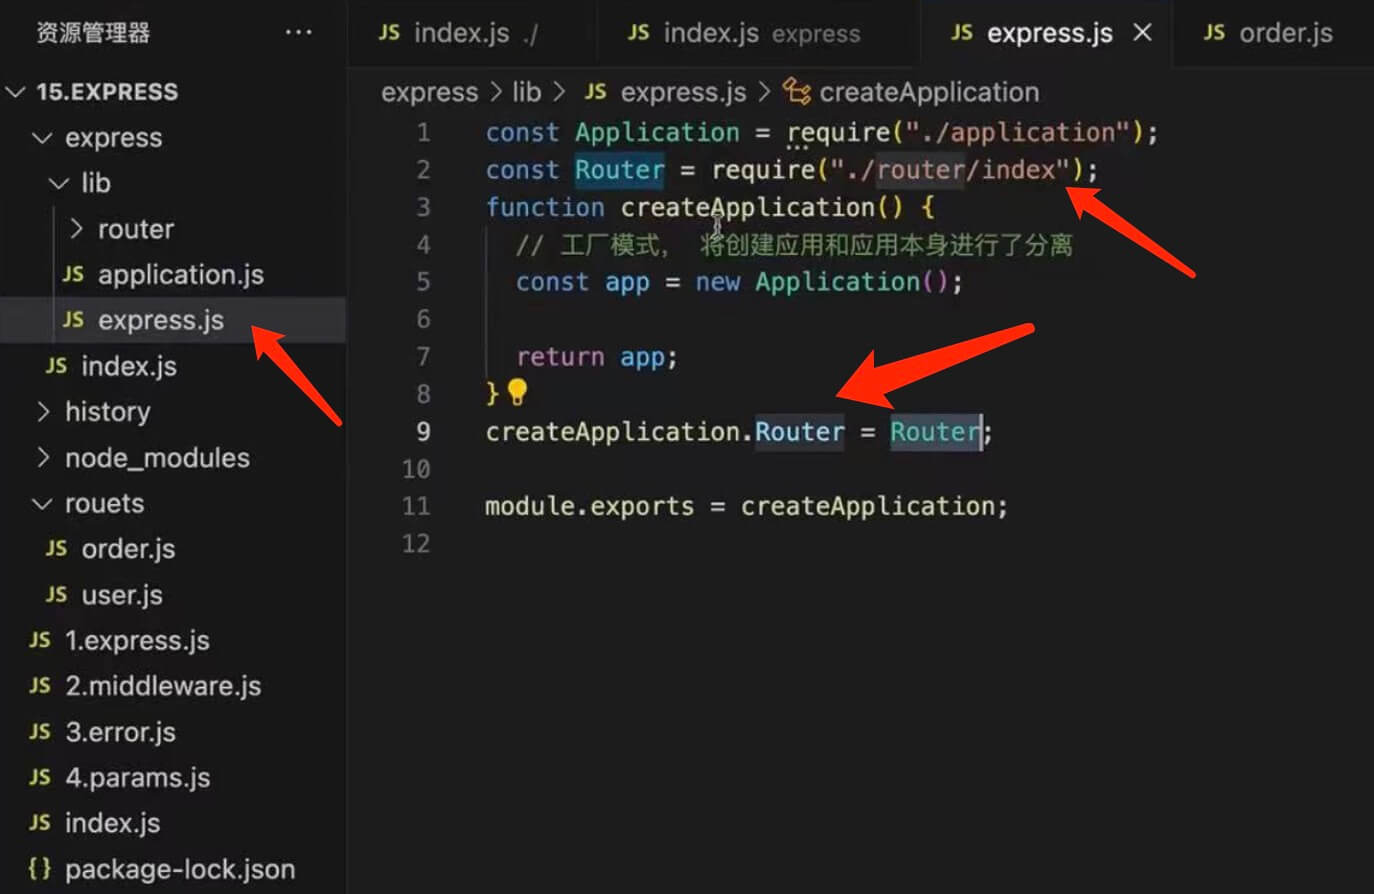 资源管理器 ...
15.EXPRESS
express
lib
router
JS application.js
JS express.js
JS index.js
history
node_modules
rouets
JS order.js
JS user.js
JS 1.express.js
JS 2.middleware.js
JS 3.error.js
JS 4.params.js
JS index.js
{} package-lock.json
JS index.js ./ JS index.js express JS express.js × JS order.js
express > lib > JS express.js > createApplication
1 const Application = require("./application");
2 const Router = require("./router/index");
3 function createApplication() {
4 // 工厂模式， 将创建应用和应用本身进行了分离
5 const app = new Application();
6
7 return app;
8 }
9 createApplication.Router = Router;
10
11 module.exports = createApplication;
12